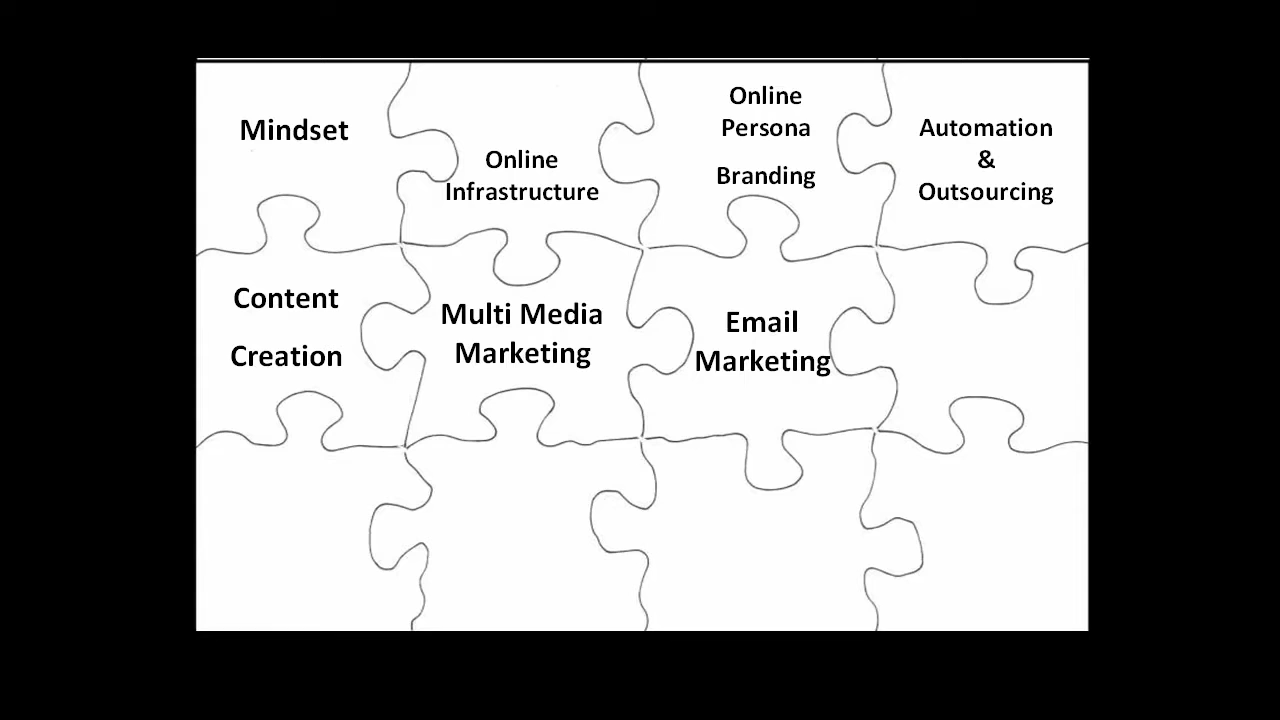 Mindset
Online
Infrastructure
Online
Persona
Branding
Automation
&
Outsourcing
Content
Creation
Multi Media
Marketing
Email
Marketing